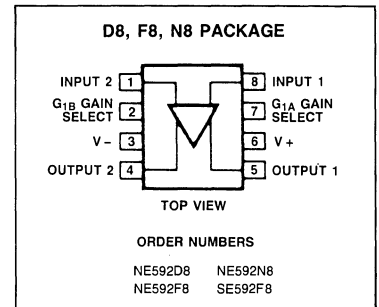 D8, F8, N8 PACKAGE
INPUT 2 1 8 INPUT 1
G1B GAIN SELECT 2 7 G1A GAIN SELECT
V- 3 6 V+
OUTPUT 2 4 5 OUTPUT 1
TOP VIEW
ORDER NUMBERS
NE592D8 NE592N8
NE592F8 SE592F8